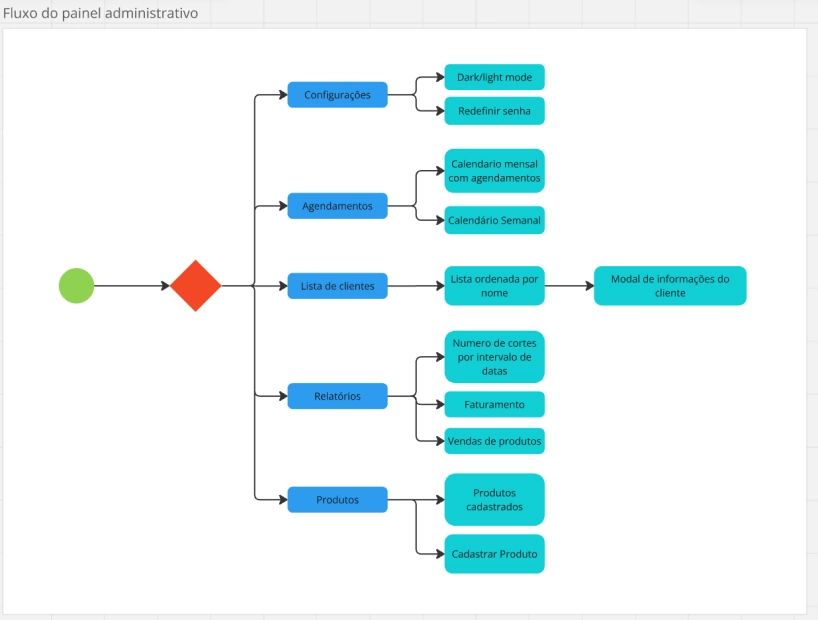 Fluxo do painel administrativo
Configurações
Dark/light mode
Redefinir senha
Agendamentos
Calendario mensal
com agendamentos
Calendário Semanal
Lista de clientes
Lista ordenada por
nome
Modal de informações do
cliente
Relatórios
Numero de cortes
por intervalo de
datas
Faturamento
Vendas de produtos
Produtos
Produtos
cadastrados
Cadastrar Produto